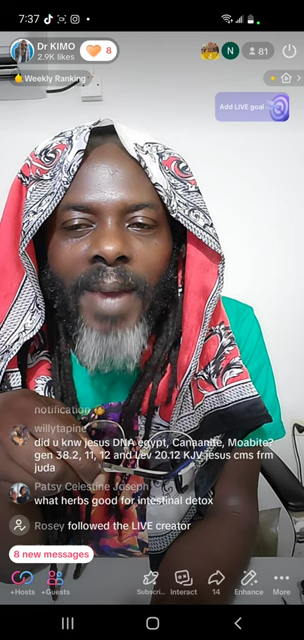 7:37
Dr KIMO
2.9K likes
8
N
81
Weekly Ranking
Add LIVE goal
notification
willytapine
did u knw jesus DNA egypt, Canaanite, Moabite?
gen 38.2, 11, 12 and Lev 20.12 KJV jesus cms frm
juda
Patsy Celestine Joseph
what herbs good for intestinal detox
Rosey followed the LIVE creator
8 new messages
+Hosts
+Guests
Subscri...
Interact
14
Enhance
More